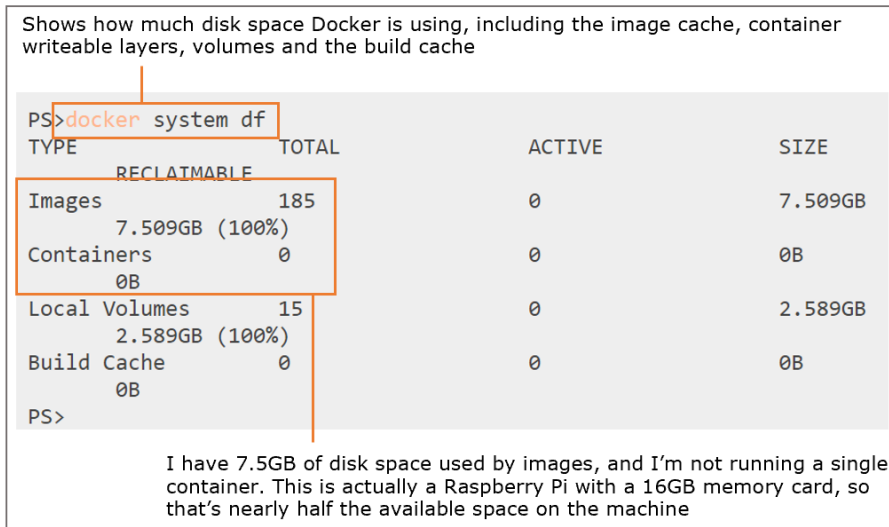 Shows how much disk space Docker is using, including the image cache, container
writeable layers, volumes and the build cache
PS>docker system df
TYPE TOTAL ACTIVE SIZE
RECLAIMABLE
Images 185 0 7.509GB
7.509GB (100%)
Containers 0 0 0B
0B
Local Volumes 15 0 2.589GB
2.589GB (100%)
Build Cache 0 0 0B
0B
PS>
I have 7.5GB of disk space used by images, and I'm not running a single
container. This is actually a Raspberry Pi with a 16GB memory card, so
that's nearly half the available space on the machine